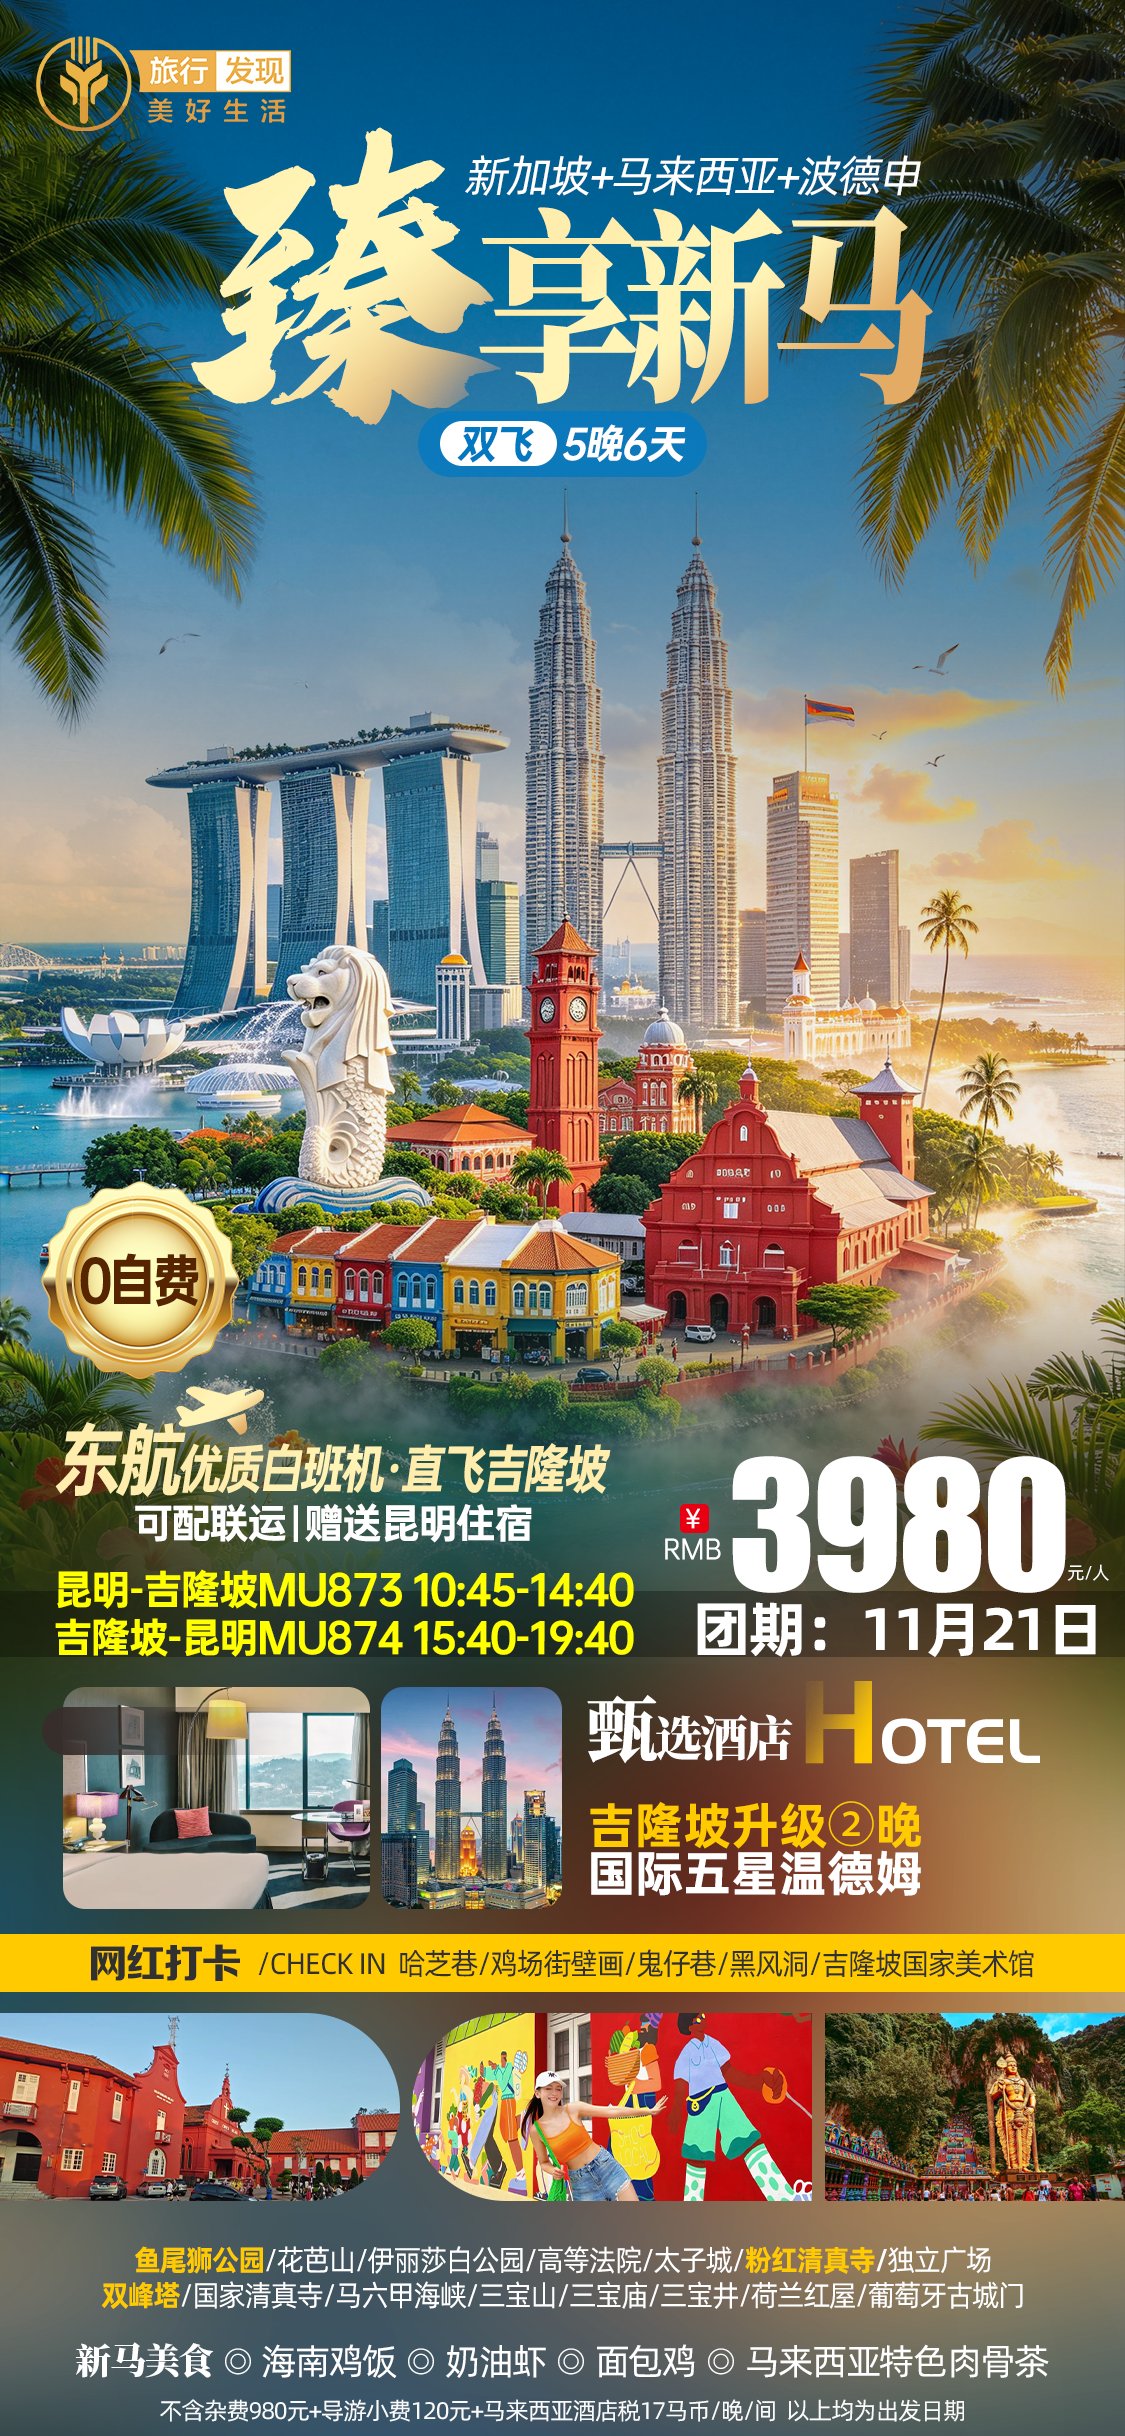 旅行 发现
美好生活
新加坡+马来西亚+波德申
臻享新马
双飞 5晚6天
0自费
东航优质白班机·直飞吉隆坡
可配联运|赠送昆明住宿
昆明-吉隆坡MU873 10:45-14:40
吉隆坡-昆明MU874 15:40-19:40
¥
RMB 3980元/人
团期：11月21日
甄选酒店 HOTEL
吉隆坡升级②晚
国际五星温德姆
网红打卡 /CHECK IN 哈芝巷/鸡场街壁画/鬼仔巷/黑风洞/吉隆坡国家美术馆
鱼尾狮公园/花芭山/伊丽莎白公园/高等法院/太子城/粉红清真寺/独立广场
双峰塔/国家清真寺/马六甲海峡/三宝山/三宝庙/三宝井/荷兰红屋/葡萄牙古城门
新马美食 ◎ 海南鸡饭 ◎ 奶油虾 ◎ 面包鸡 ◎ 马来西亚特色肉骨茶
不含杂费980元+导游小费120元+马来西亚酒店税17马币/晚/间 以上均为出发日期